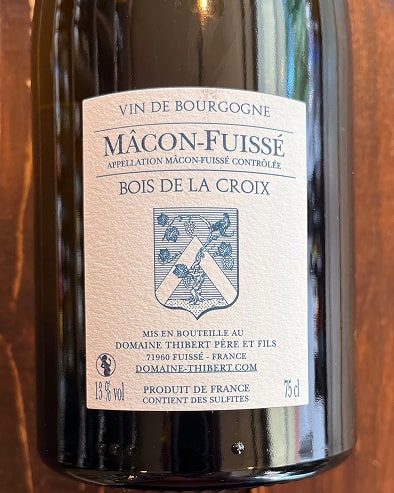 VIN DE BOURGOGNE
MÂCON-FUISSÉ
APPELLATION MÂCON-FUISSÉ CONTRÔLÉE
BOIS DE LA CROIX
MIS EN BOUTEILLE AU
DOMAINE THIBERT PÈRE ET FILS
71960 FUISSÉ - FRANCE
DOMAINE-THIBERT.COM
13 % vol
PRODUIT DE FRANCE
75 cl
CONTIENT DES SULFITES